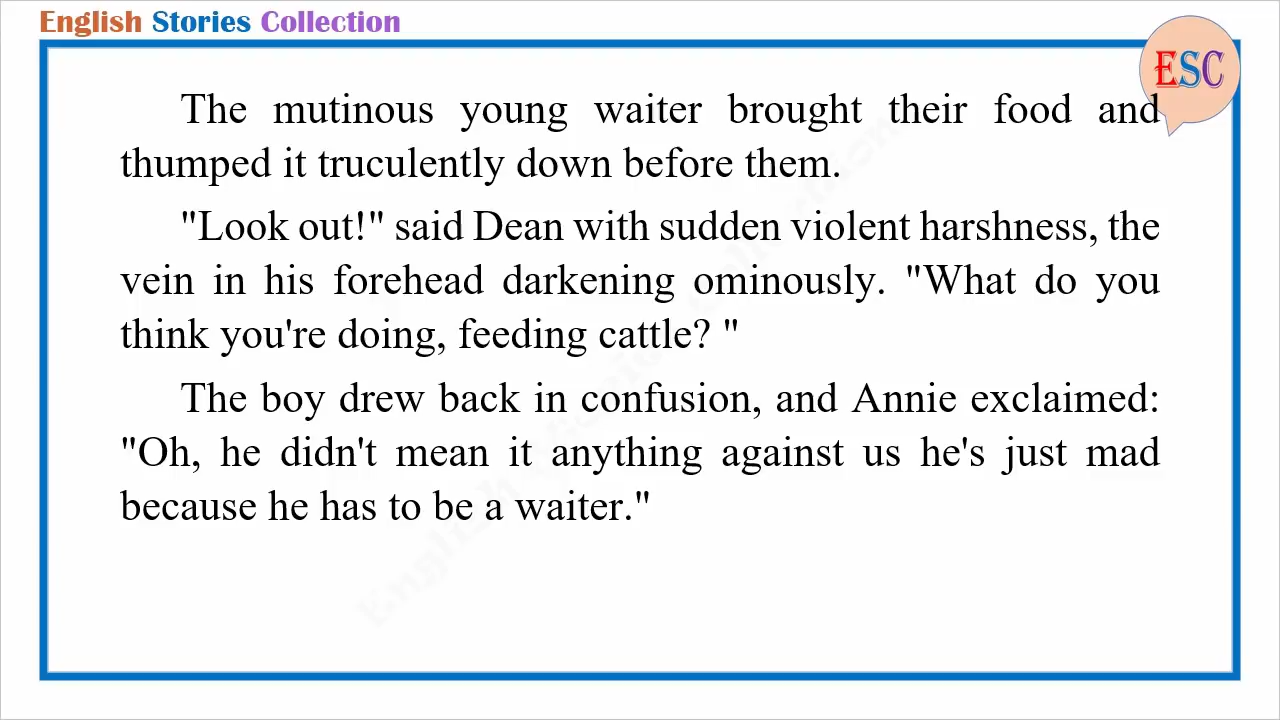 English Stories Collection
ESC
The mutinous young waiter brought their food and
thumped it truculently down before them.
"Look out!" said Dean with sudden violent harshness, the
vein in his forehead darkening ominously. "What do you
think you're doing, feeding cattle? "
The boy drew back in confusion, and Annie exclaimed:
"Oh, he didn't mean it anything against us he's just mad
because he has to be a waiter."